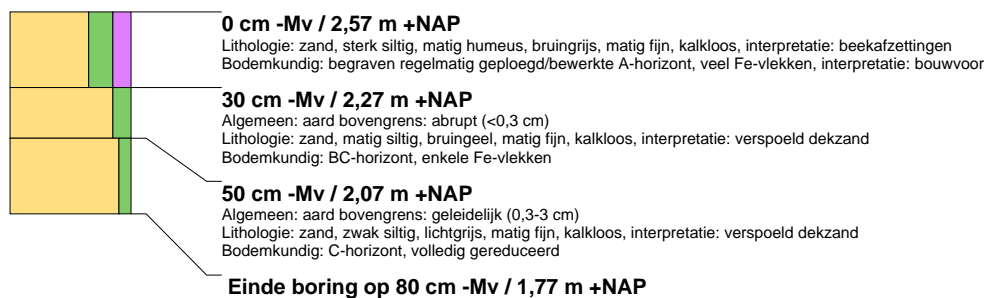 0 cm -Mv / 2,57 m +NAP
Lithologie: zand, sterk siltig, matig humeus, bruingrijs, matig fijn, kalkloos, interpretatie: beekafzettingen
Bodemkundig: begraven regelmatig geploegd/bewerkte A-horizont, veel Fe-vlekken, interpretatie: bouwvoor
30 cm -Mv / 2,27 m +NAP
Algemeen: aard bovengrens: abrupt (<0,3 cm)
Lithologie: zand, matig siltig, bruingeel, matig fijn, kalkloos, interpretatie: verspoeld dekzand
Bodemkundig: BC-horizont, enkele Fe-vlekken
50 cm -Mv / 2,07 m +NAP
Algemeen: aard bovengrens: geleidelijk (0,3-3 cm)
Lithologie: zand, zwak siltig, lichtgrijs, matig fijn, kalkloos, interpretatie: verspoeld dekzand
Bodemkundig: C-horizont, volledig gereduceerd
Einde boring op 80 cm -Mv / 1,77 m +NAP